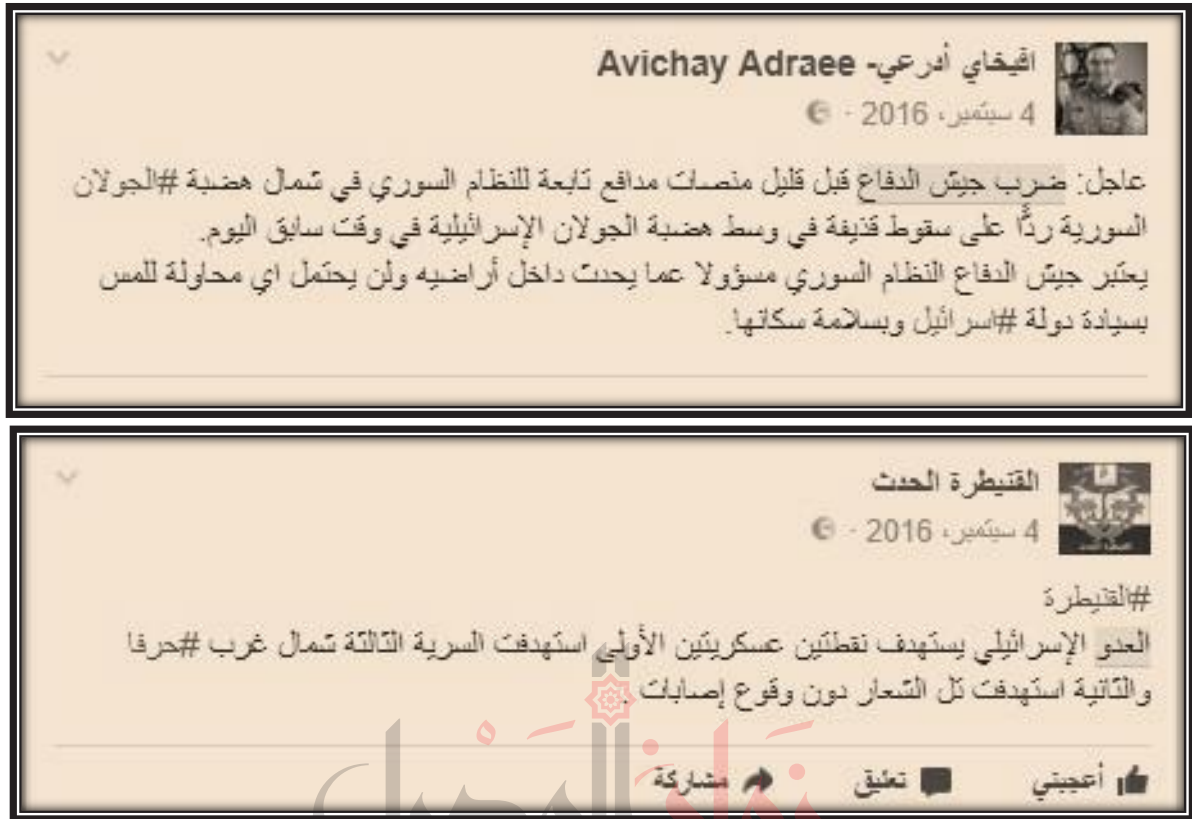 افيخاي أدرعي- Avichay Adraee
4 سبتمبر، 2016 ·
عاجل: ضرب جيش الدفاع قبل قليل منصات مدافع تابعة للنظام السوري في شمال هضبة #الجولان
السورية ردًّا على سقوط قذيفة في وسط هضبة الجولان الإسرائيلية في وقت سابق اليوم.
يعتبر جيش الدفاع النظام السوري مسؤولا عما يحدث داخل أراضيه ولن يحتمل اي محاولة للمس
بسيادة دولة #اسرائيل وبسلامة سكانها.
القنيطرة الحدث
4 سبتمبر، 2016 ·
#القنيطرة
العدو الإسرائيلي يستهدف نقطتين عسكريتين الأولى استهدفت السرية الثالثة شمال غرب #حرفا
والثانية استهدفت تل الشعار دون وقوع إصابات .
أعجبني تعليق مشاركة